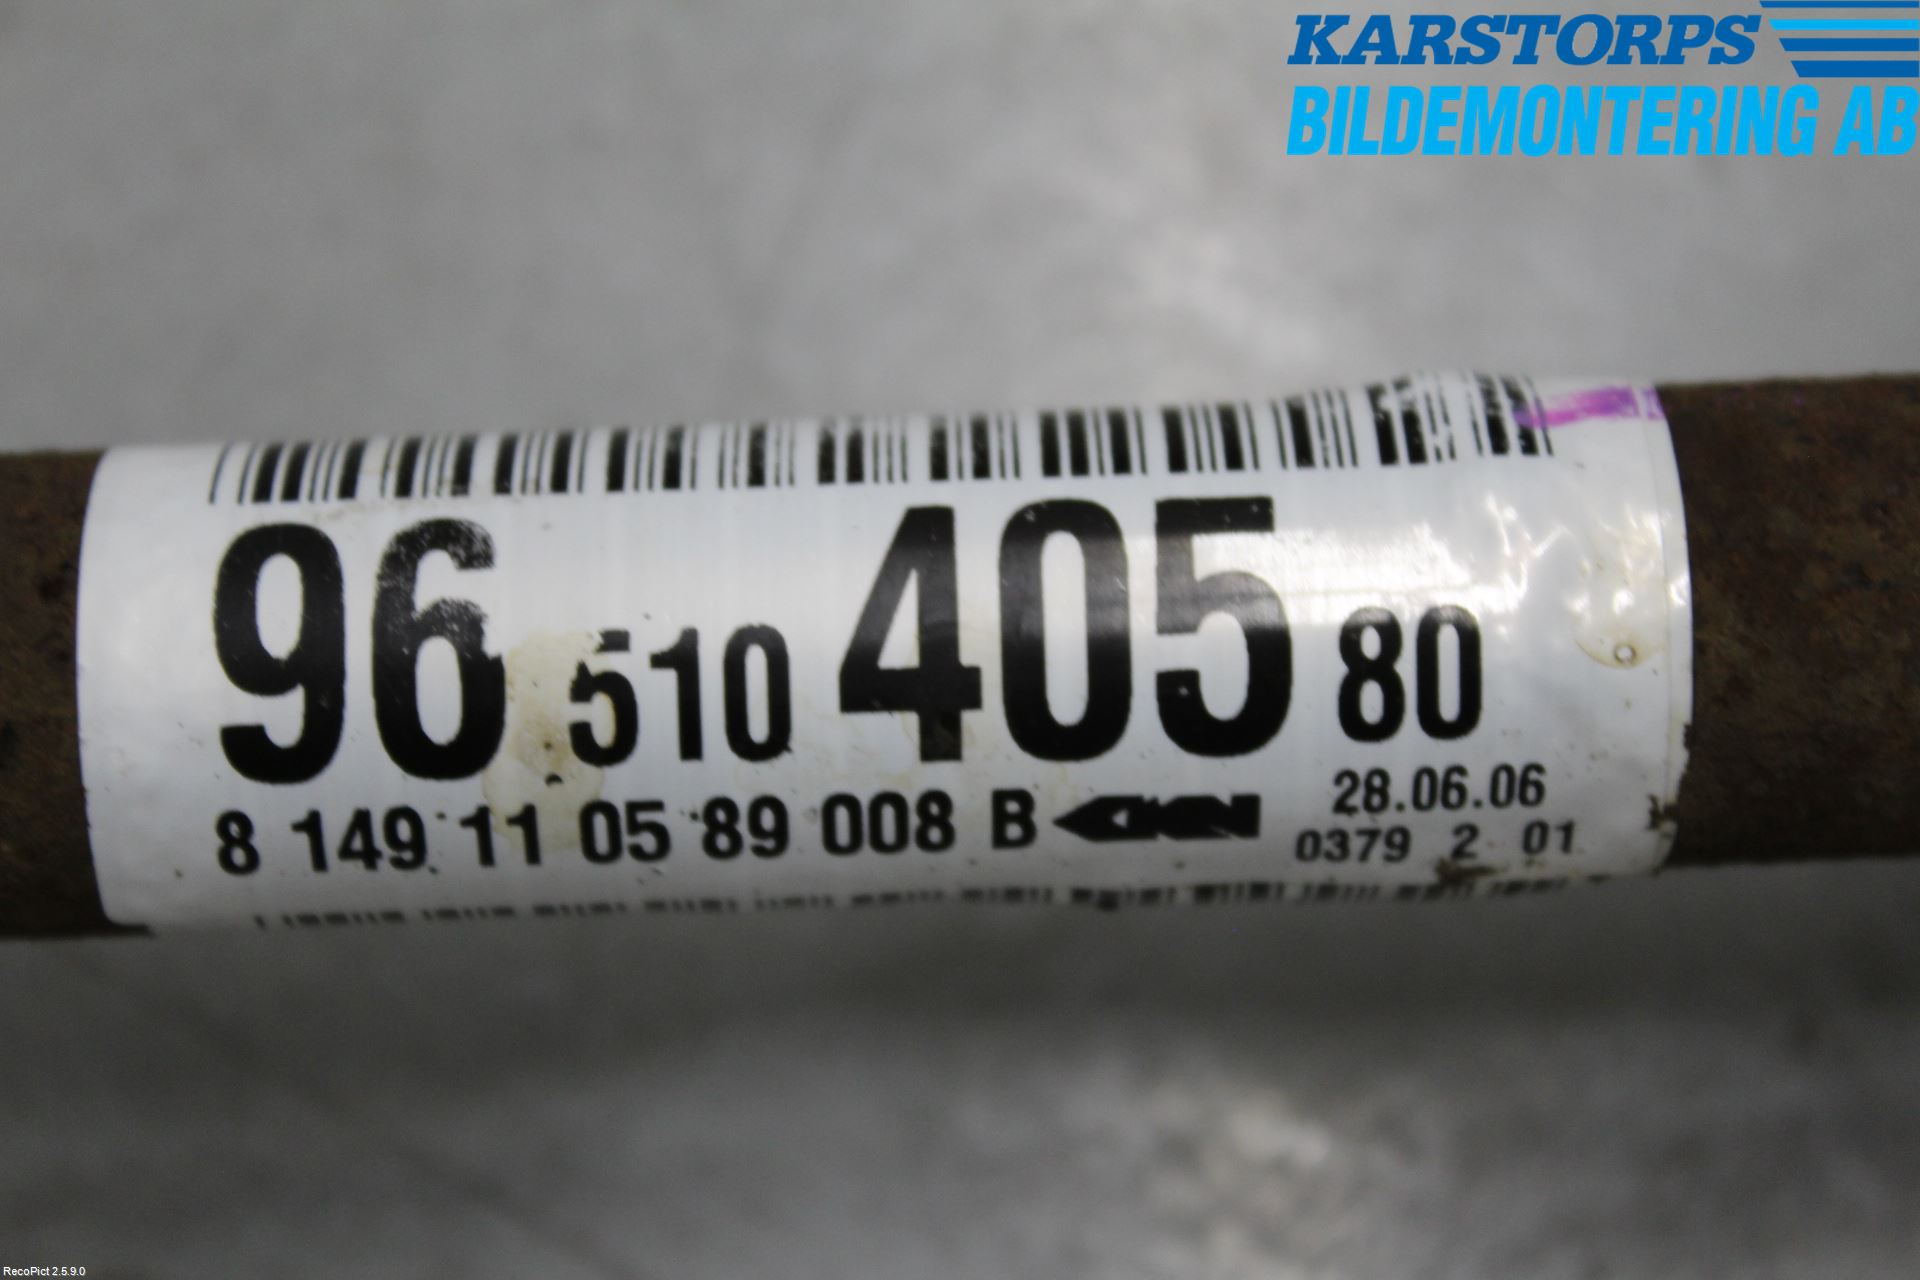 KARSTORPS
BILDEMONTERING AB
96 510 405 80
8 149 11 05 89 008 B
28.06.06
0379 2 01
RecoPict 2.5.9.0